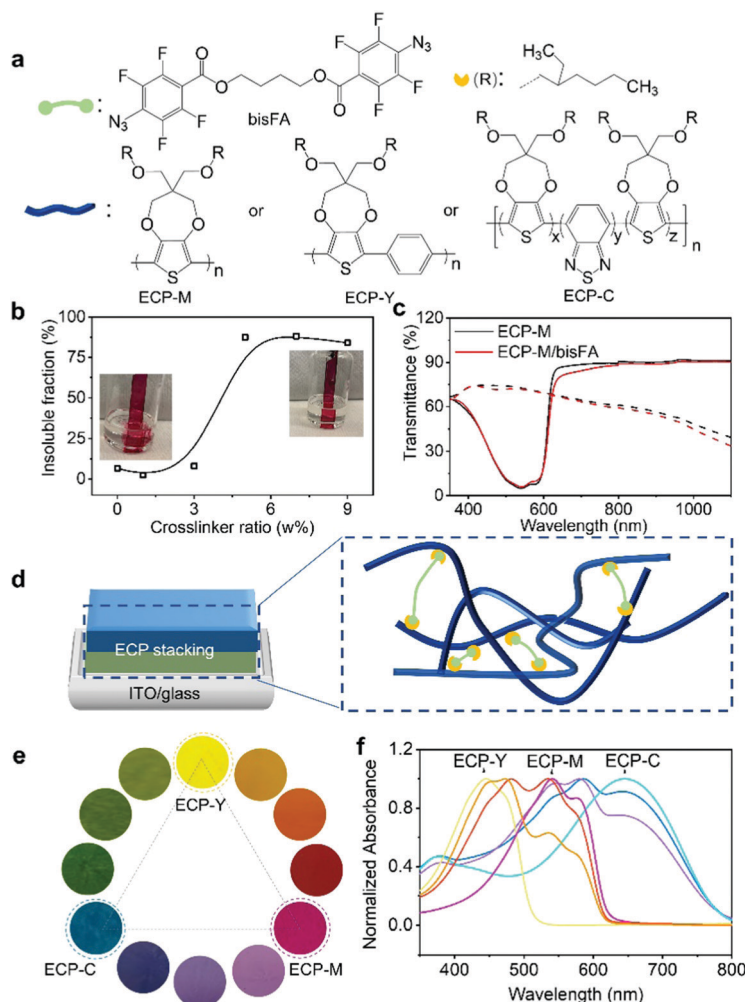 a
F
F
N₃
O
F
F
O
O
F
F
O
F
F
N₃
bisFA
(R):
H₃C
CH₃
:
R
R
O
O
O
O
S
n
ECP-M
or
R
R
O
O
O
O
S
n
ECP-Y
or
R
R
R
R
O
O
O
O
O
O
O
O
S
x
y
S
z
n
N
N
S
ECP-C
b
Insoluble fraction (%)
100
75
50
25
0
0
3
6
9
Crosslinker ratio (w%)
c
Transmittance (%)
120
90
60
30
0
ECP-M
ECP-M/bisFA
400
600
800
1000
Wavelength (nm)
d
ECP stacking
ITO/glass
e
ECP-Y
ECP-C
ECP-M
f
Normalized Absorbance
1.2
0.8
0.4
0.0
ECP-Y
ECP-M
ECP-C
400
500
600
700
800
Wavelength (nm)